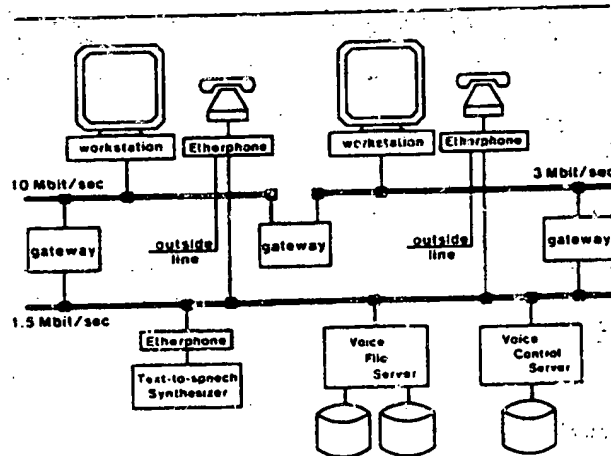 workstation
Etherphone
workstation
Etherphone
10 Mbit/sec
3 Mbit/sec
gateway
outside
line
gateway
outside
line
gateway
1.5 Mbit/sec
Etherphone
Text-to-speech
Synthesizer
Voice
File
Server
Voice
Control
Server